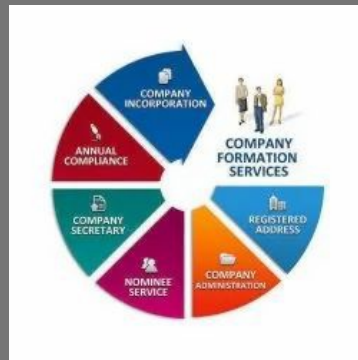 COMPANY
INCORPORATION
ANNUAL
COMPLIANCE
COMPANY
FORMATION
SERVICES
COMPANY
SECRETARY
REGISTERED
ADDRESS
NOMINEE
SERVICE
COMPANY
ADMINISTRATION